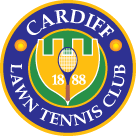 CARDIFF
18 88
LAWN TENNIS CLUB